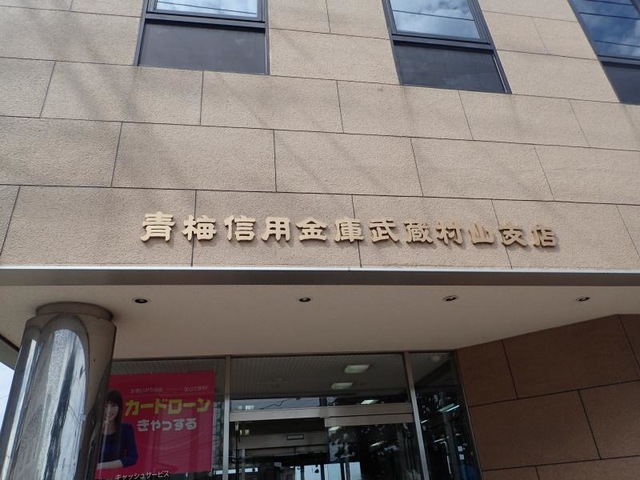 青梅信用金庫武蔵村山支店
カードローン
きゃっする
キャッシュサービス